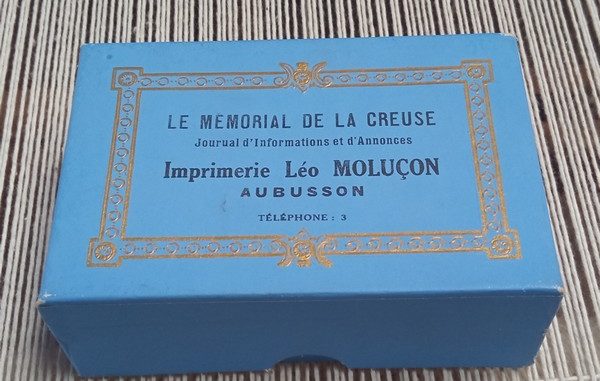 LE MÉMORIAL DE LA CREUSE
Journal d'Informations et d'Annonces
Imprimerie Léo MOLUÇON
AUBUSSON
TÉLÉPHONE : 3